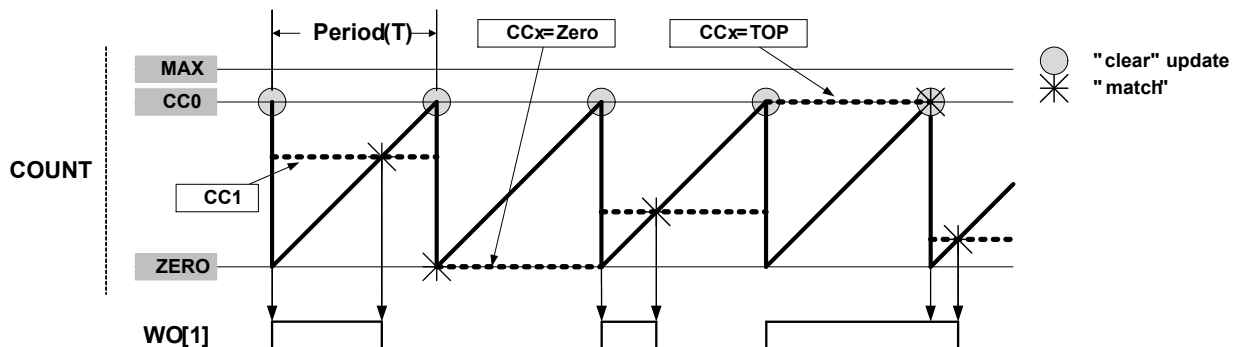 Period(T)
CCx=Zero
CCx=TOP
"clear" update
"match"
MAX
CC0
COUNT
CC1
ZERO
WO[1]